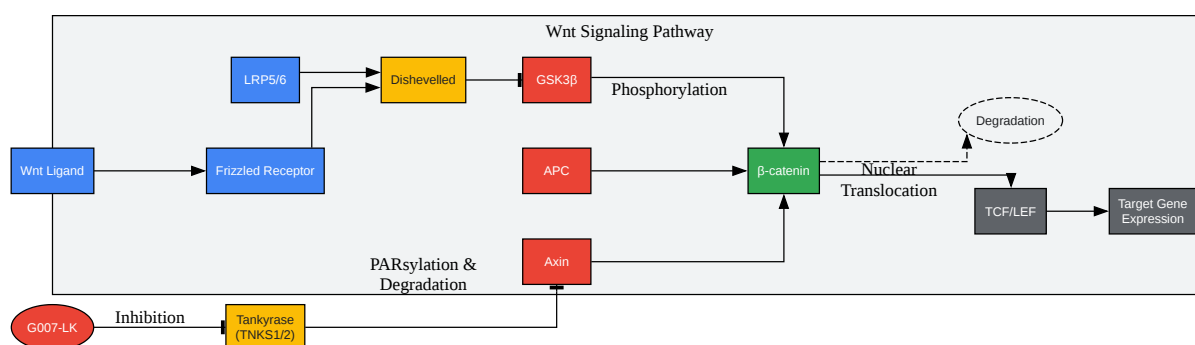 Wnt Signaling Pathway
LRP5/6
Dishevelled
GSK3β
Phosphorylation
Degradation
Wnt Ligand
Frizzled Receptor
APC
β-catenin
Nuclear
Translocation
TCF/LEF
Target Gene
Expression
PARsylation &
Degradation
Axin
G007-LK
Inhibition
Tankyrase
(TNKS1/2)